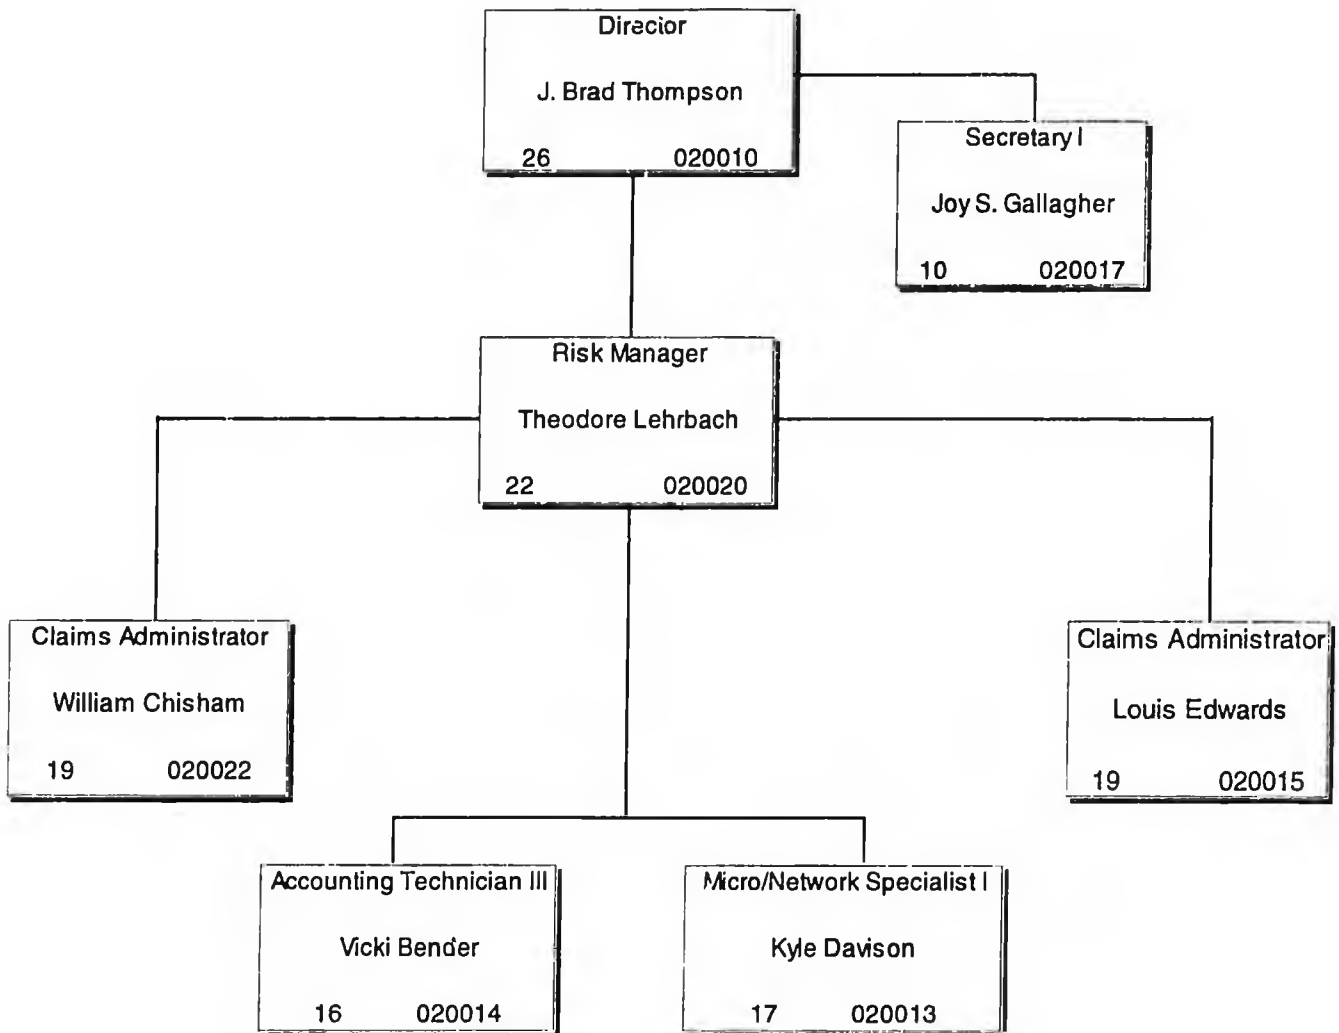 Director
J. Brad Thompson
26 020010
Secretary I
Joy S. Gallagher
10 020017
Risk Manager
Theodore Lehrbach
22 020020
Claims Administrator
William Chisham
19 020022
Claims Administrator
Louis Edwards
19 020015
Accounting Technician III
Vicki Bender
16 020014
Micro/Network Specialist I
Kyle Davison
17 020013